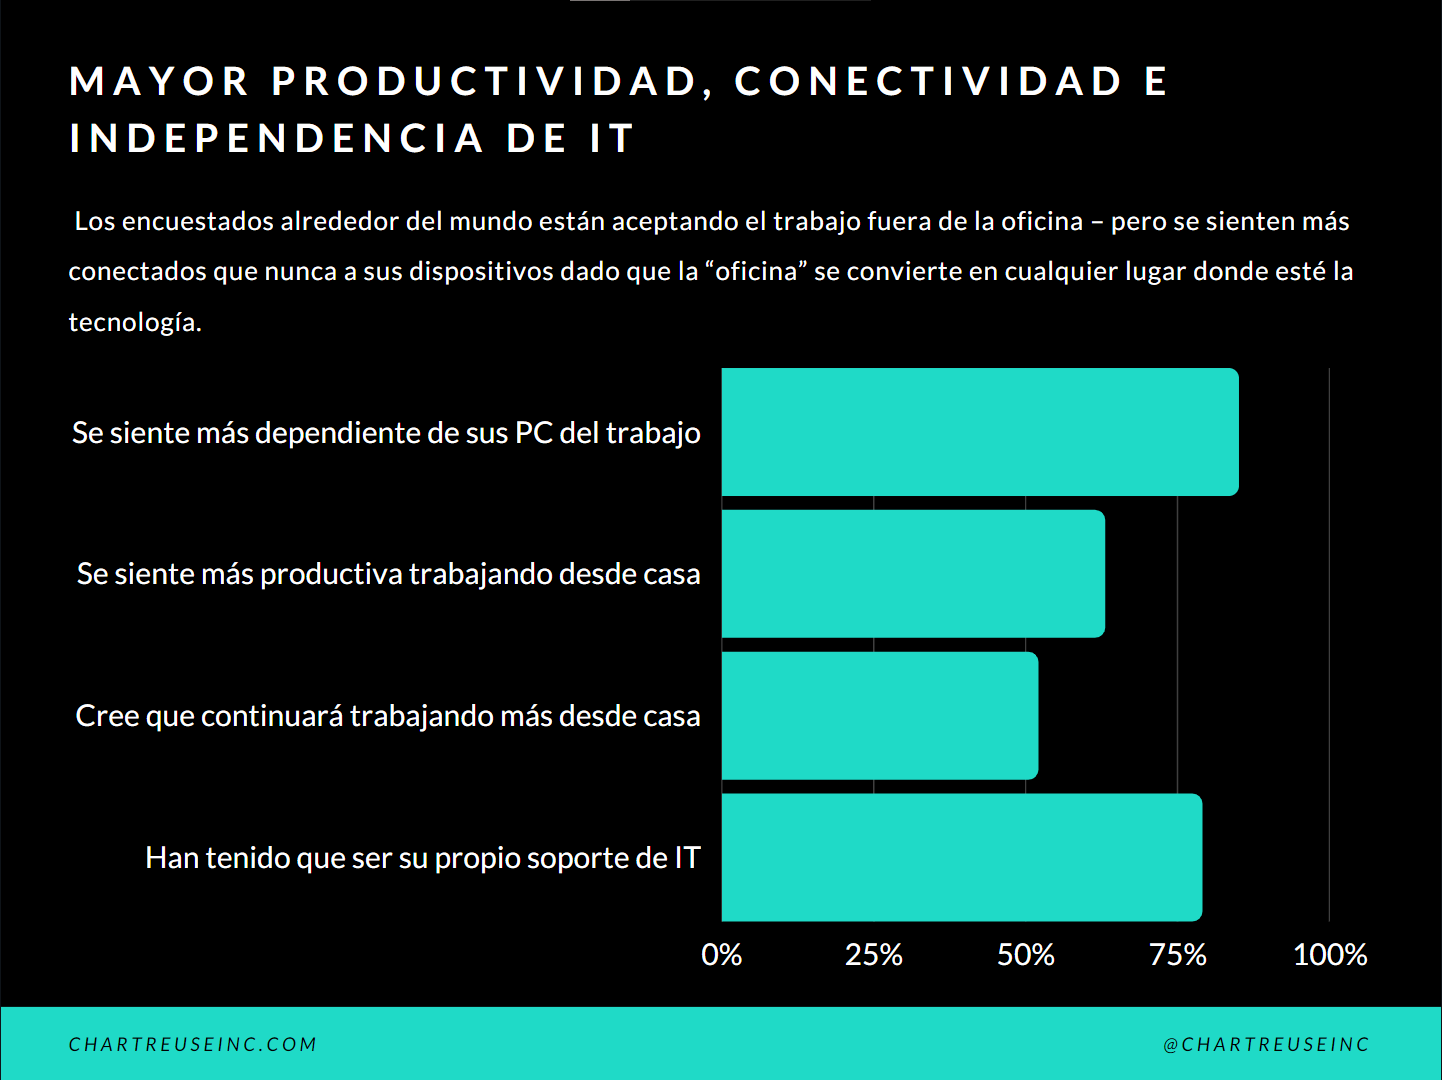 MAYOR PRODUCTIVIDAD, CONECTIVIDAD E
INDEPENDENCIA DE IT
Los encuestados alrededor del mundo están aceptando el trabajo fuera de la oficina – pero se sienten más
conectados que nunca a sus dispositivos dado que la “oficina” se convierte en cualquier lugar donde esté la
tecnología.
Se siente más dependiente de sus PC del trabajo
Se siente más productiva trabajando desde casa
Cree que continuará trabajando más desde casa
Han tenido que ser su propio soporte de IT
0% 25% 50% 75% 100%
CHARTREUSEINC.COM @CHARTREUSEINC